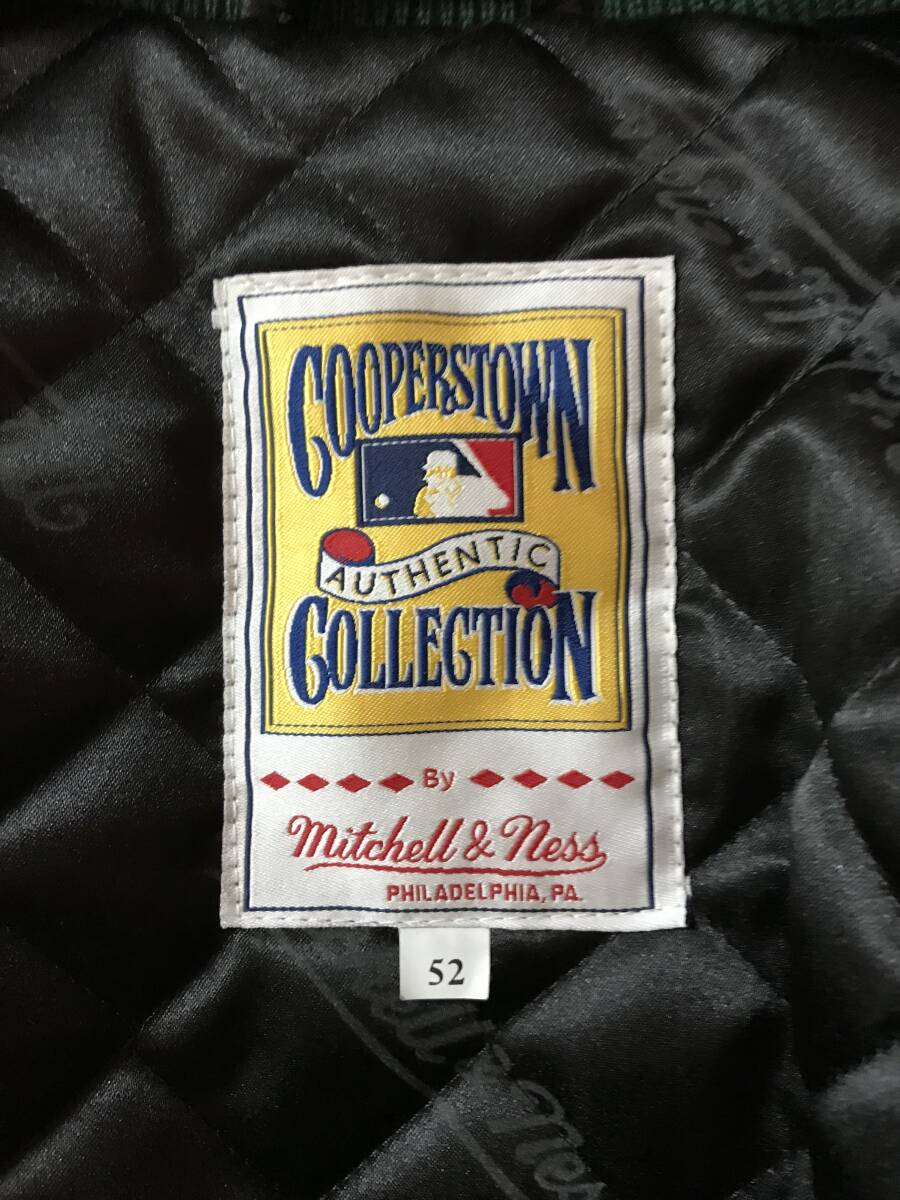 COOPERSTOWN
AUTHENTIC
COLLECTION
By
Mitchell & Ness
PHILADELPHIA, PA.
52